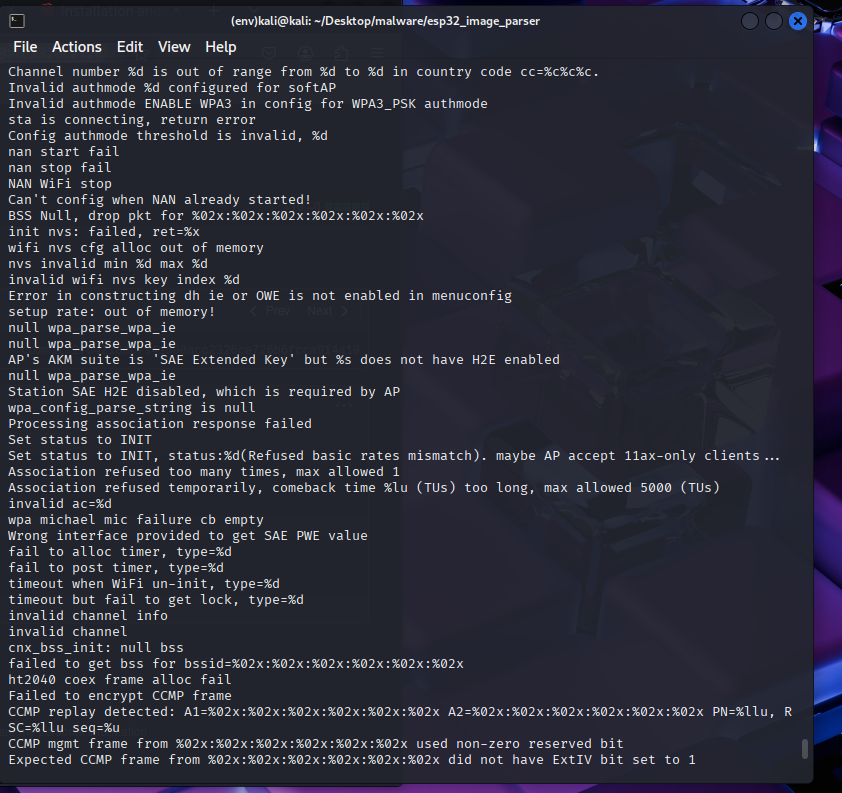 (env)kali@kali: ~/Desktop/malware/esp32_image_parser
File Actions Edit View Help
Channel number %d is out of range from %d to %d in country code cc=%c%c%c.
Invalid authmode %d configured for softAP
Invalid authmode ENABLE WPA3 in config for WPA3_PSK authmode
sta is connecting, return error
Config authmode threshold is invalid, %d
nan start fail
nan stop fail
NAN WiFi stop
Can't config when NAN already started!
BSS Null, drop pkt for %02x:%02x:%02x:%02x:%02x:%02x
init nvs: failed, ret=%x
wifi nvs cfg alloc out of memory
nvs invalid min %d max %d
invalid wifi nvs key index %d
Error in constructing dh ie or OWE is not enabled in menuconfig
setup rate: out of memory!
null wpa_parse_wpa_ie
null wpa_parse_wpa_ie
AP's AKM suite is 'SAE Extended Key' but %s does not have H2E enabled
null wpa_parse_wpa_ie
Station SAE H2E disabled, which is required by AP
wpa_config_parse_string is null
Processing association response failed
Set status to INIT
Set status to INIT, status:%d(Refused basic rates mismatch). maybe AP accept 11ax-only clients...
Association refused too many times, max allowed 1
Association refused temporarily, comeback time %lu (TUs) too long, max allowed 5000 (TUs)
invalid ac=%d
wpa michael mic failure cb empty
Wrong interface provided to get SAE PWE value
fail to alloc timer, type=%d
fail to post timer, type=%d
timeout when WiFi un-init, type=%d
timeout but fail to get lock, type=%d
invalid channel info
invalid channel
cnx_bss_init: null bss
failed to get bss for bssid=%02x:%02x:%02x:%02x:%02x:%02x
ht2040 coex frame alloc fail
Failed to encrypt CCMP frame
CCMP replay detected: A1=%02x:%02x:%02x:%02x:%02x:%02x A2=%02x:%02x:%02x:%02x:%02x:%02x PN=%llu, R
SC=%llu seq=%u
CCMP mgmt frame from %02x:%02x:%02x:%02x:%02x:%02x used non-zero reserved bit
Expected CCMP frame from %02x:%02x:%02x:%02x:%02x:%02x did not have ExtIV bit set to 1